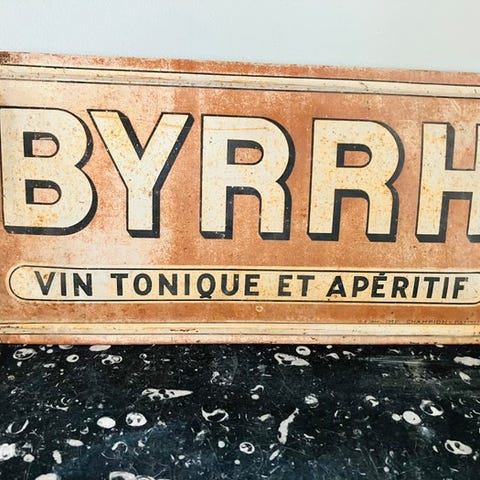 BYRRH
VIN TONIQUE ET APÉRITIF